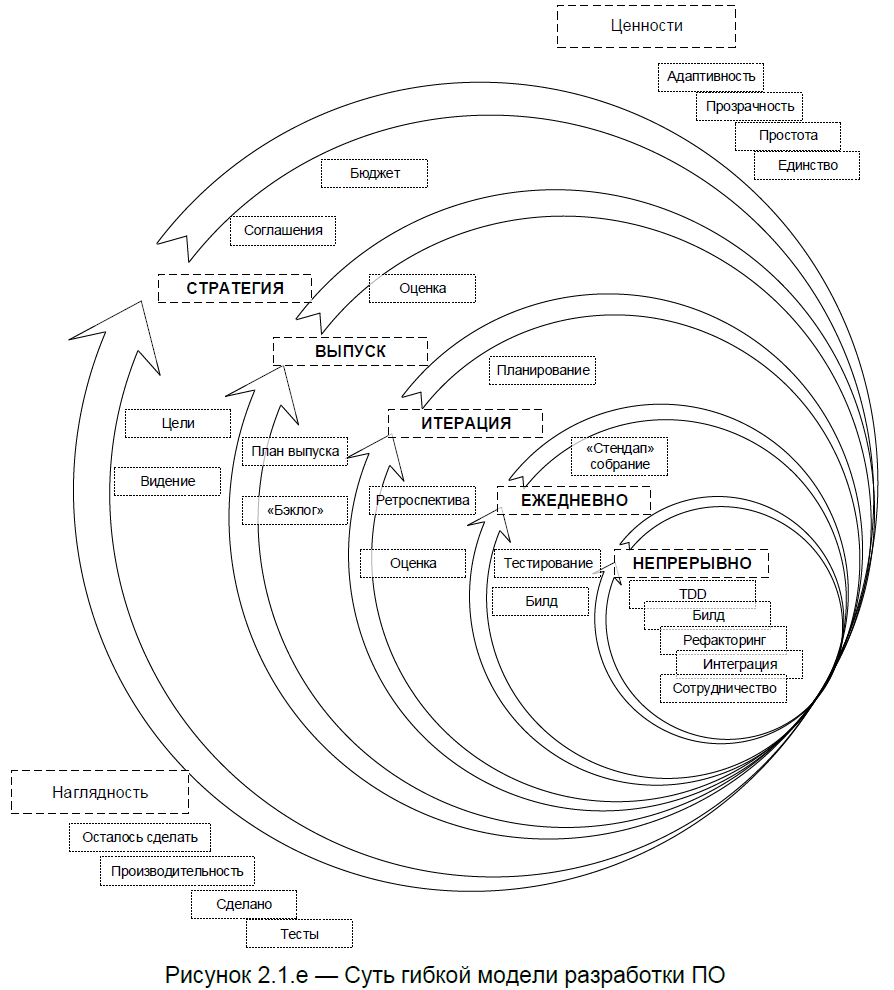 Ценности
Адаптивность
Прозрачность
Простота
Единство
Бюджет
Соглашения
СТРАТЕГИЯ
Оценка
ВЫПУСК
Планирование
Цели
ИТЕРАЦИЯ
План выпуска
«Стендап»
собрание
Видение
«Бэклог»
Ретроспектива
ЕЖЕДНЕВНО
Оценка
Тестирование
НЕПРЕРЫВНО
Билд
TDD
Билд
Рефакторинг
Интеграция
Сотрудничество
Наглядность
Осталось сделать
Производительность
Сделано
Тесты
Рисунок 2.1.e — Суть гибкой модели разработки ПО